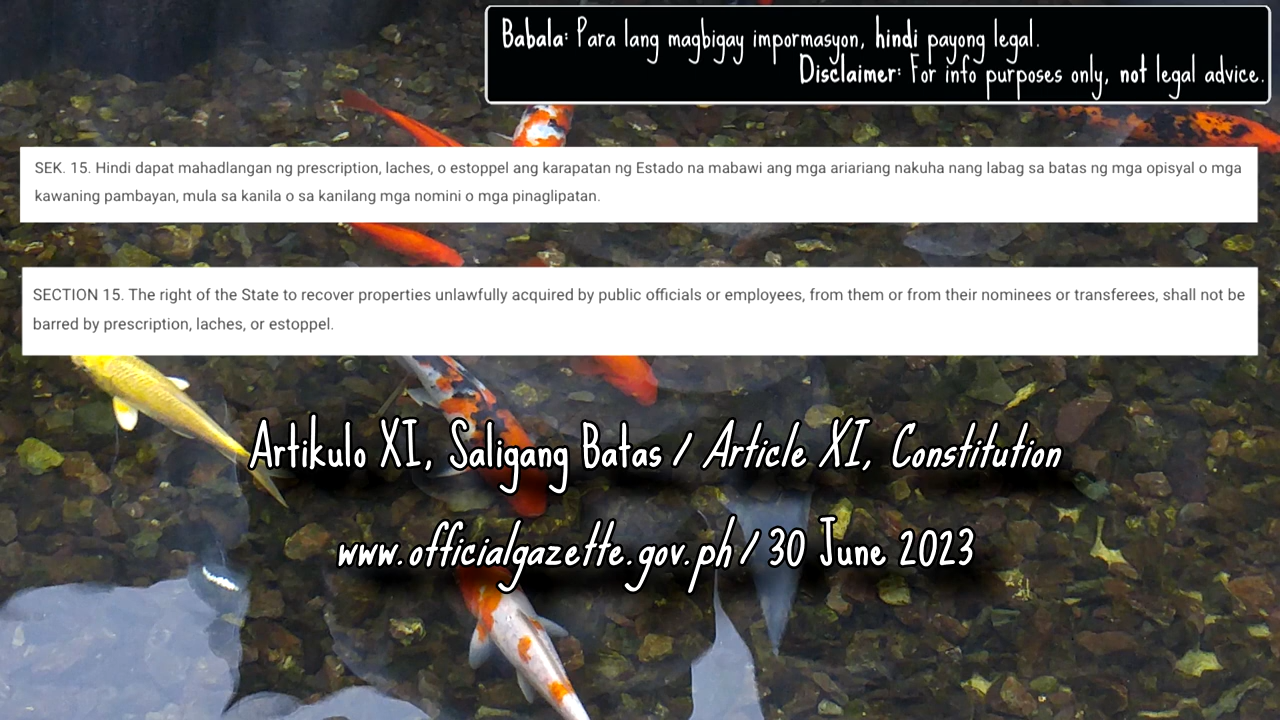 Babala: Para lang magbigay impormasyon, hindi payong legal.
Disclaimer: For info purposes only, not legal advice.
SEK. 15. Hindi dapat mahadlangan ng prescription, laches, o estoppel ang karapatan ng Estado na mabawi ang mga ariariang nakuha nang labag sa batas ng mga opisyal o mga
kawaning pambayan, mula sa kanila o sa kanilang mga nomini o mga pinaglipatan.
SECTION 15. The right of the State to recover properties unlawfully acquired by public officials or employees, from them or from their nominees or transferees, shall not be
barred by prescription, laches, or estoppel.
Artikulo XI, Saligang Batas / Article XI, Constitution
www.officialgazette.gov.ph / 30 June 2023